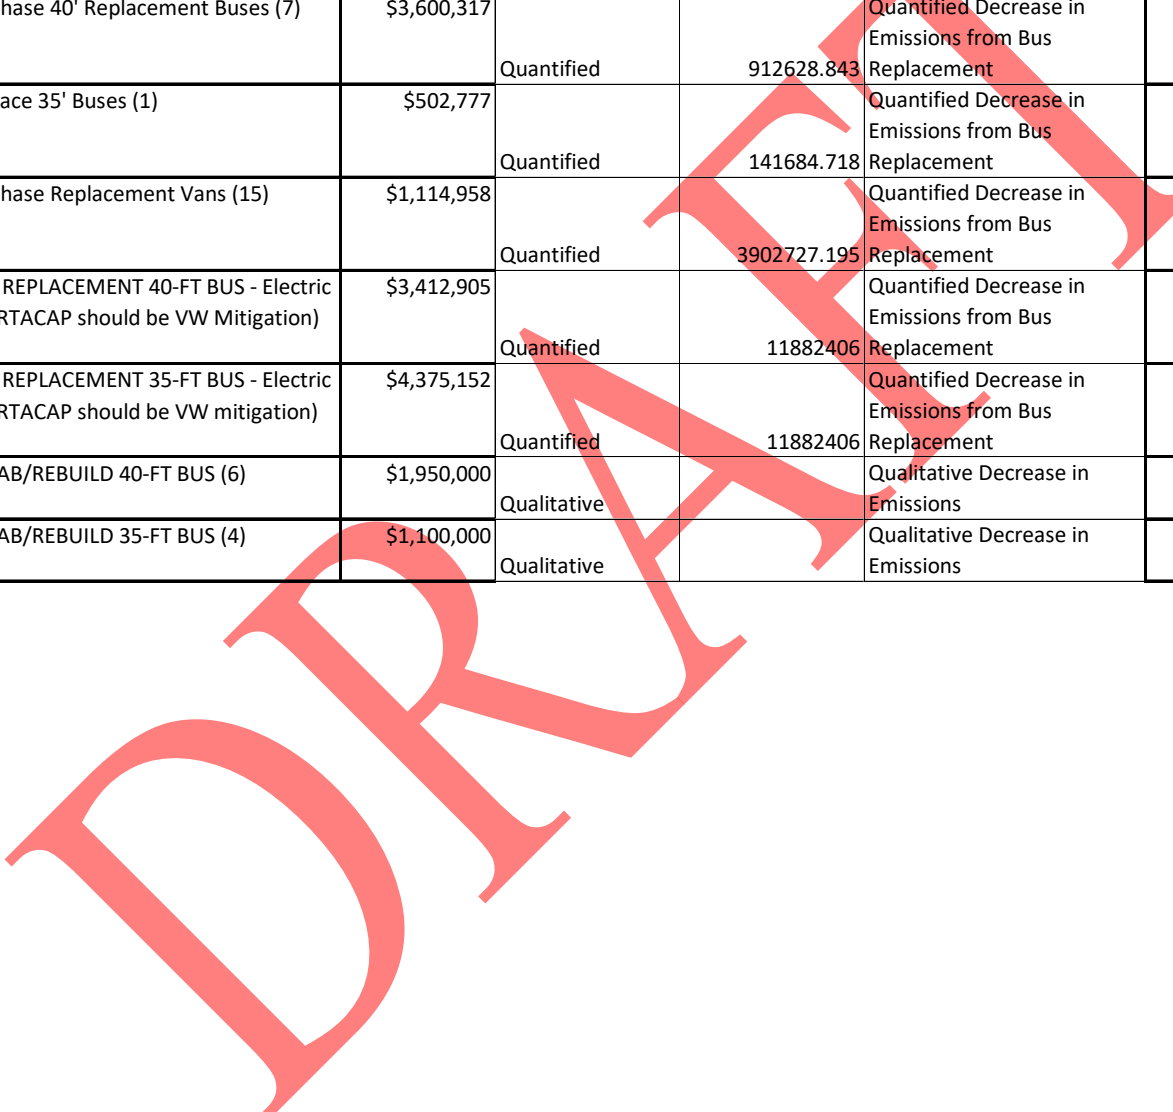 hase 40' Replacement Buses (7) $3,600,317 Quantified Decrease in
Emissions from Bus
Quantified 912628.843 Replacement
ace 35' Buses (1) $502,777 Quantified Decrease in
Emissions from Bus
Quantified 141684.718 Replacement
hase Replacement Vans (15) $1,114,958 Quantified Decrease in
Emissions from Bus
Quantified 3902727.195 Replacement
REPLACEMENT 40-FT BUS - Electric $3,412,905 Quantified Decrease in
RTACAP should be VW Mitigation) Emissions from Bus
Quantified 11882406 Replacement
REPLACEMENT 35-FT BUS - Electric $4,375,152 Quantified Decrease in
RTACAP should be VW mitigation) Emissions from Bus
Quantified 11882406 Replacement
AB/REBUILD 40-FT BUS (6) $1,950,000 Qualitative Decrease in
Qualitative Emissions
AB/REBUILD 35-FT BUS (4) $1,100,000 Qualitative Decrease in
Qualitative Emissions
DRAFT